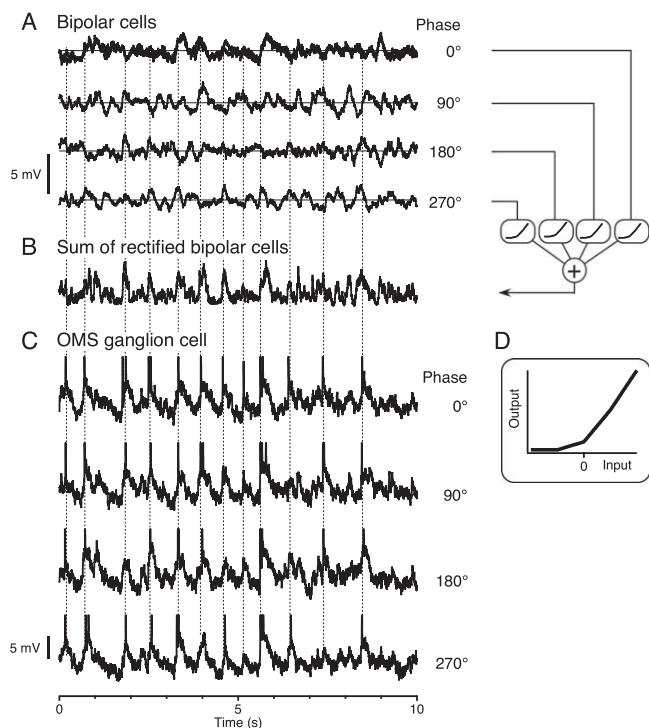 A Bipolar cells
Phase
0°
90°
180°
270°
5 mV
B Sum of rectified bipolar cells
+
C OMS ganglion cell
Phase
0°
90°
180°
270°
5 mV
0 5 10
Time (s)
D
Output
0 Input